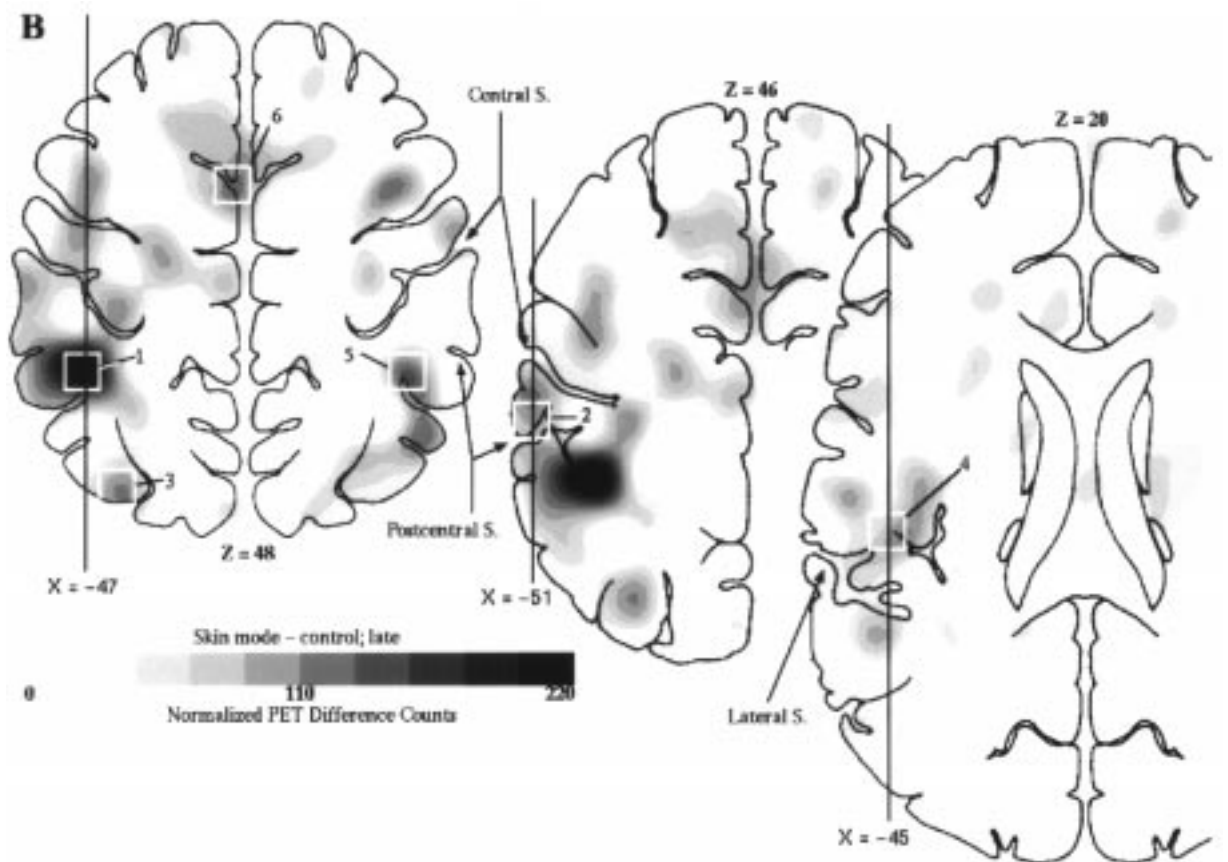 B
Central S.
Z = 46
Z = 20
6
1
5
2
4
3
Postcentral S.
Z = 48
X = -47
X = -51
Skin mode – control; late
0 110 220
Normalized PET Difference Counts
Lateral S.
X = -45